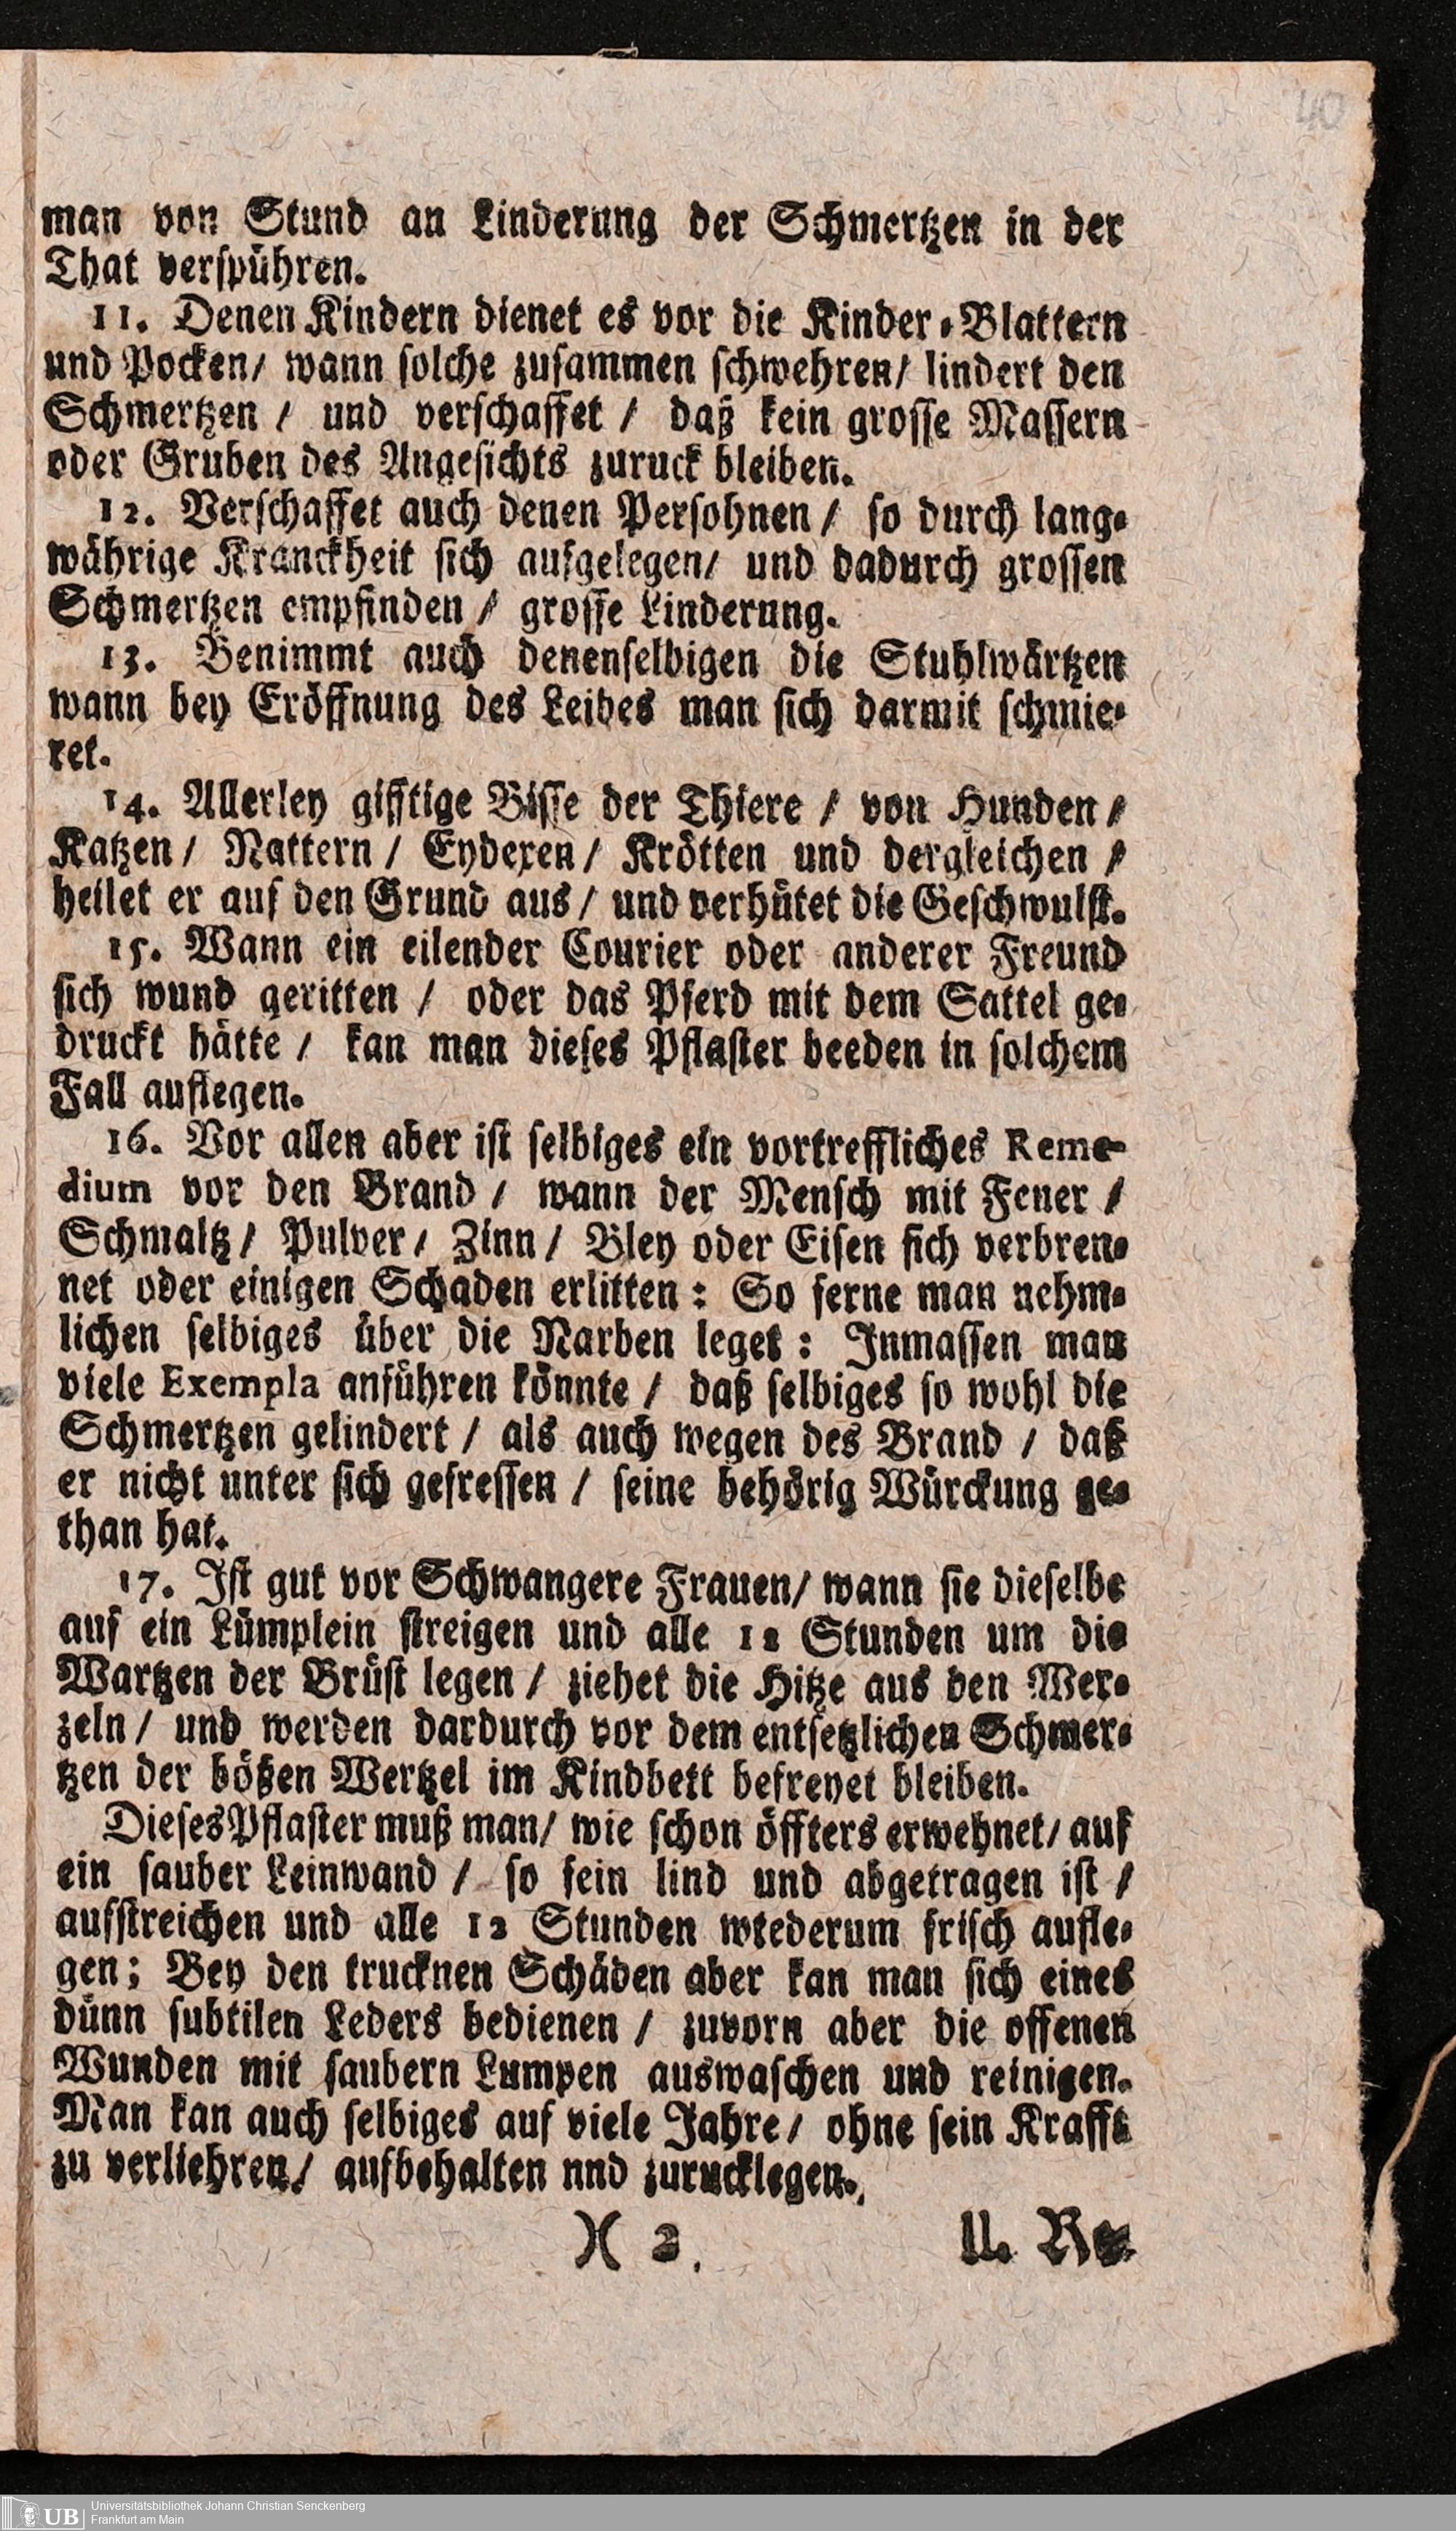 40
man von Stund an Linderung der Schmertzen in der
That verspühren.
11. Denen Kindern dienet es vor die Kinder-Blattern
und Pocken/ wann solche zusammen schwehren/ lindert den
Schmertzen / und verschaffet / daß kein grosse Massern
oder Gruben des Angesichts zuruck bleiben.
12. Verschaffet auch denen Persohnen / so durch lang-
währige Kranckheit sich aufgelegen/ und dadurch grossen
Schmertzen empfinden / grosse Linderung.
13. Benimmt auch denenselbigen die Stuhlwärtzen
wann bey Eröffnung des Leibes man sich darmit schmie-
ret.
14. Allerley gifftige Bisse der Thiere / von Hunden /
Katzen / Nattern / Eydexen / Krötten und dergleichen /
heilet er auf den Grund aus / und verhütet die Geschwulst.
15. Wann ein eilender Courier oder anderer Freund
sich wund geritten / oder das Pferd mit dem Sattel ge-
druckt hätte / kan man dieses Pflaster beeden in solchem
Fall auflegen.
16. Vor allen aber ist selbiges ein vortreffliches Reme-
dium vor den Brand / wann der Mensch mit Feuer /
Schmaltz / Pulver / Zinn / Bley oder Eisen sich verbren-
net oder einigen Schaden erlitten : So ferne man nehm-
lichen selbiges über die Narben leget : Inmassen man
viele Exempla anführen könnte / daß selbiges so wohl die
Schmertzen gelindert / als auch wegen des Brand / daß
er nicht unter sich gefressen / seine behörig Würckung ge-
than hat.
17. Ist gut vor Schwangere Frauen/ wann sie dieselbe
auf ein Lümplein streigen und alle 12 Stunden um die
Wartzen der Brüst legen / ziehet die Hitze aus den Wer-
zeln / und werden dardurch vor dem entsetzlichen Schmer-
tzen der bößen Wertzel im Kindbett befreyet bleiben.
Dieses Pflaster muß man/ wie schon öffters erwehnet/ auf
ein sauber Leinwand / so fein lind und abgetragen ist /
aufstreichen und alle 12 Stunden wiederum frisch aufle-
gen; Bey den trucknen Schäden aber kan man sich eines
dünn subtilen Leders bedienen / zuvorn aber die offenen
Wunden mit saubern Lumpen auswaschen und reinigen.
Man kan auch selbiges auf viele Jahre / ohne sein Krafft
zu verliehren / aufbehalten nnd zurucklegen.
)( 2. II. Re-
UB Universitätsbibliothek Johann Christian Senckenberg
Frankfurt am Main